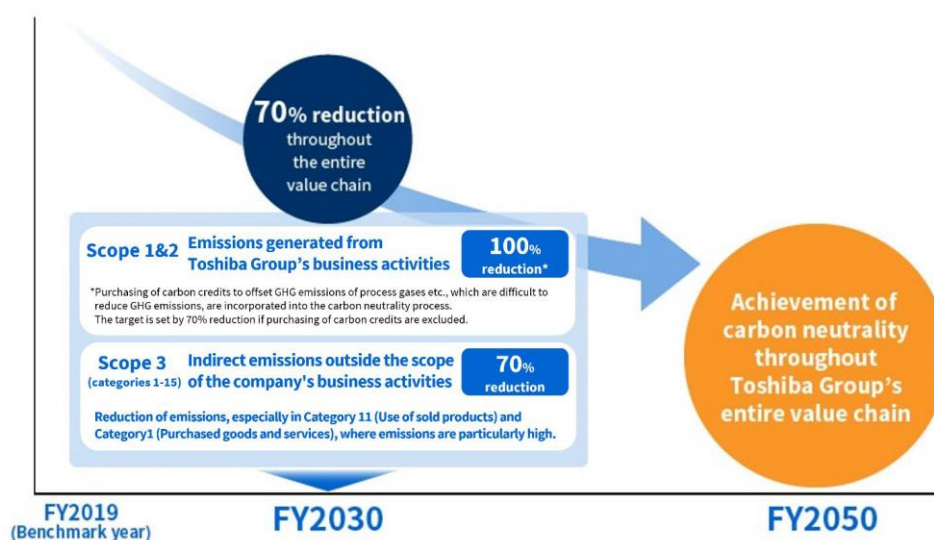 70% reduction
throughout
the entire
value chain
Scope 1&2
Emissions generated from
Toshiba Group’s business activities
100%
reduction*
*Purchasing of carbon credits to offset GHG emissions of process gases etc., which are difficult to
reduce GHG emissions, are incorporated into the carbon neutrality process.
The target is set by 70% reduction if purchasing of carbon credits are excluded.
Scope 3
(categories 1-15)
Indirect emissions outside the scope
of the company's business activities
70%
reduction
Reduction of emissions, especially in Category 11 (Use of sold products) and
Category1 (Purchased goods and services), where emissions are particularly high.
Achievement of
carbon neutrality
throughout
Toshiba Group’s
entire value chain
FY2019
(Benchmark year)
FY2030
FY2050